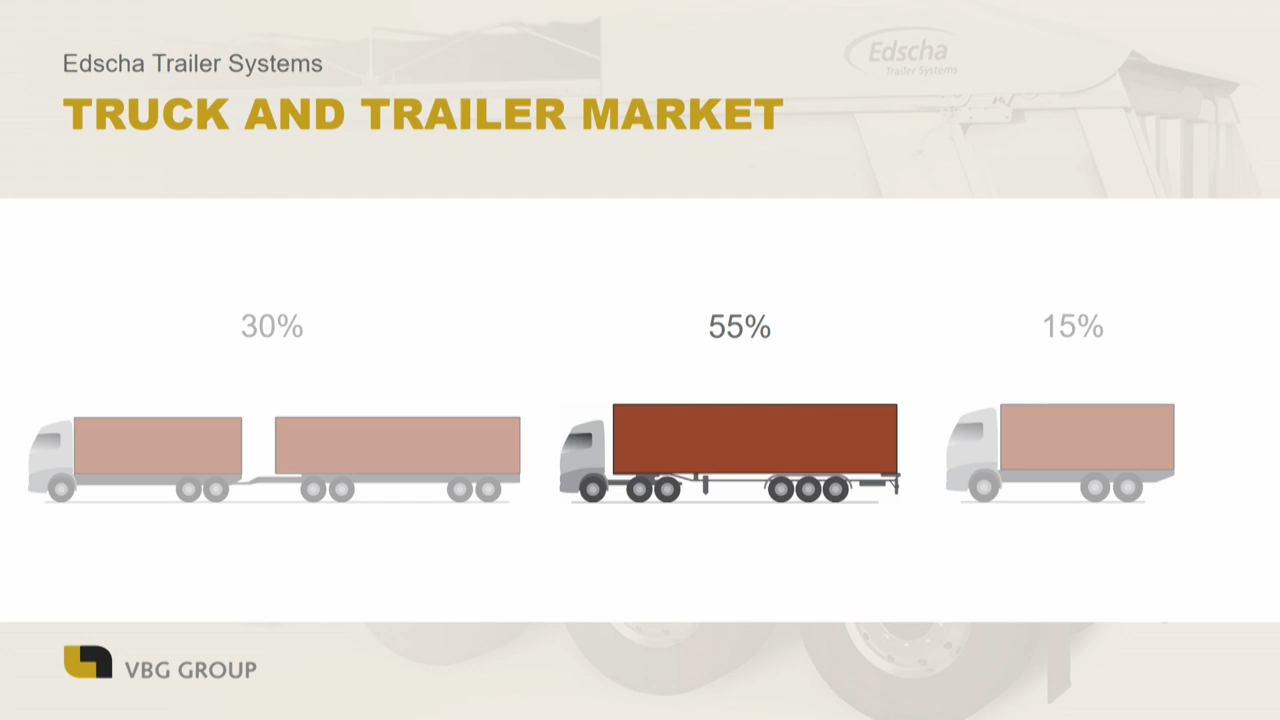 Edscha Trailer Systems
TRUCK AND TRAILER MARKET
Edscha
Trailer Systems
30%
55%
15%
VBG GROUP